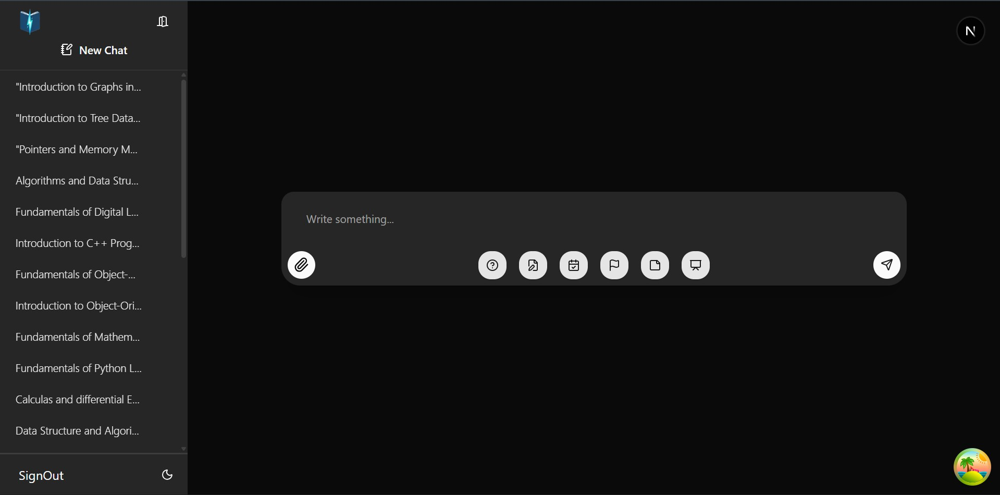 New Chat
"Introduction to Graphs in...
"Introduction to Tree Data...
"Pointers and Memory M...
Algorithms and Data Stru...
Fundamentals of Digital L...
Introduction to C++ Prog...
Fundamentals of Object-...
Introduction to Object-Ori...
Fundamentals of Mathem...
Fundamentals of Python L...
Calculas and differential E...
Data Structure and Algori...
SignOut
Write something...
N